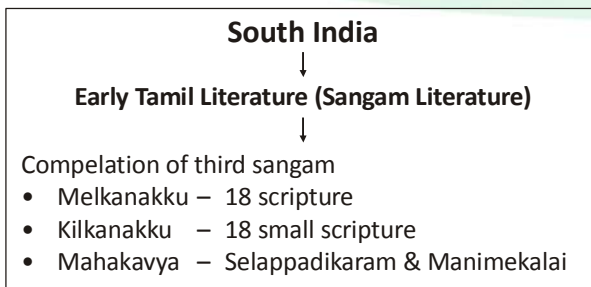 South India
↓
Early Tamil Literature (Sangam Literature)
↓
Compelation of third sangam
• Melkanakku – 18 scripture
• Kilkanakku – 18 small scripture
• Mahakavya – Selappadikaram & Manimekalai